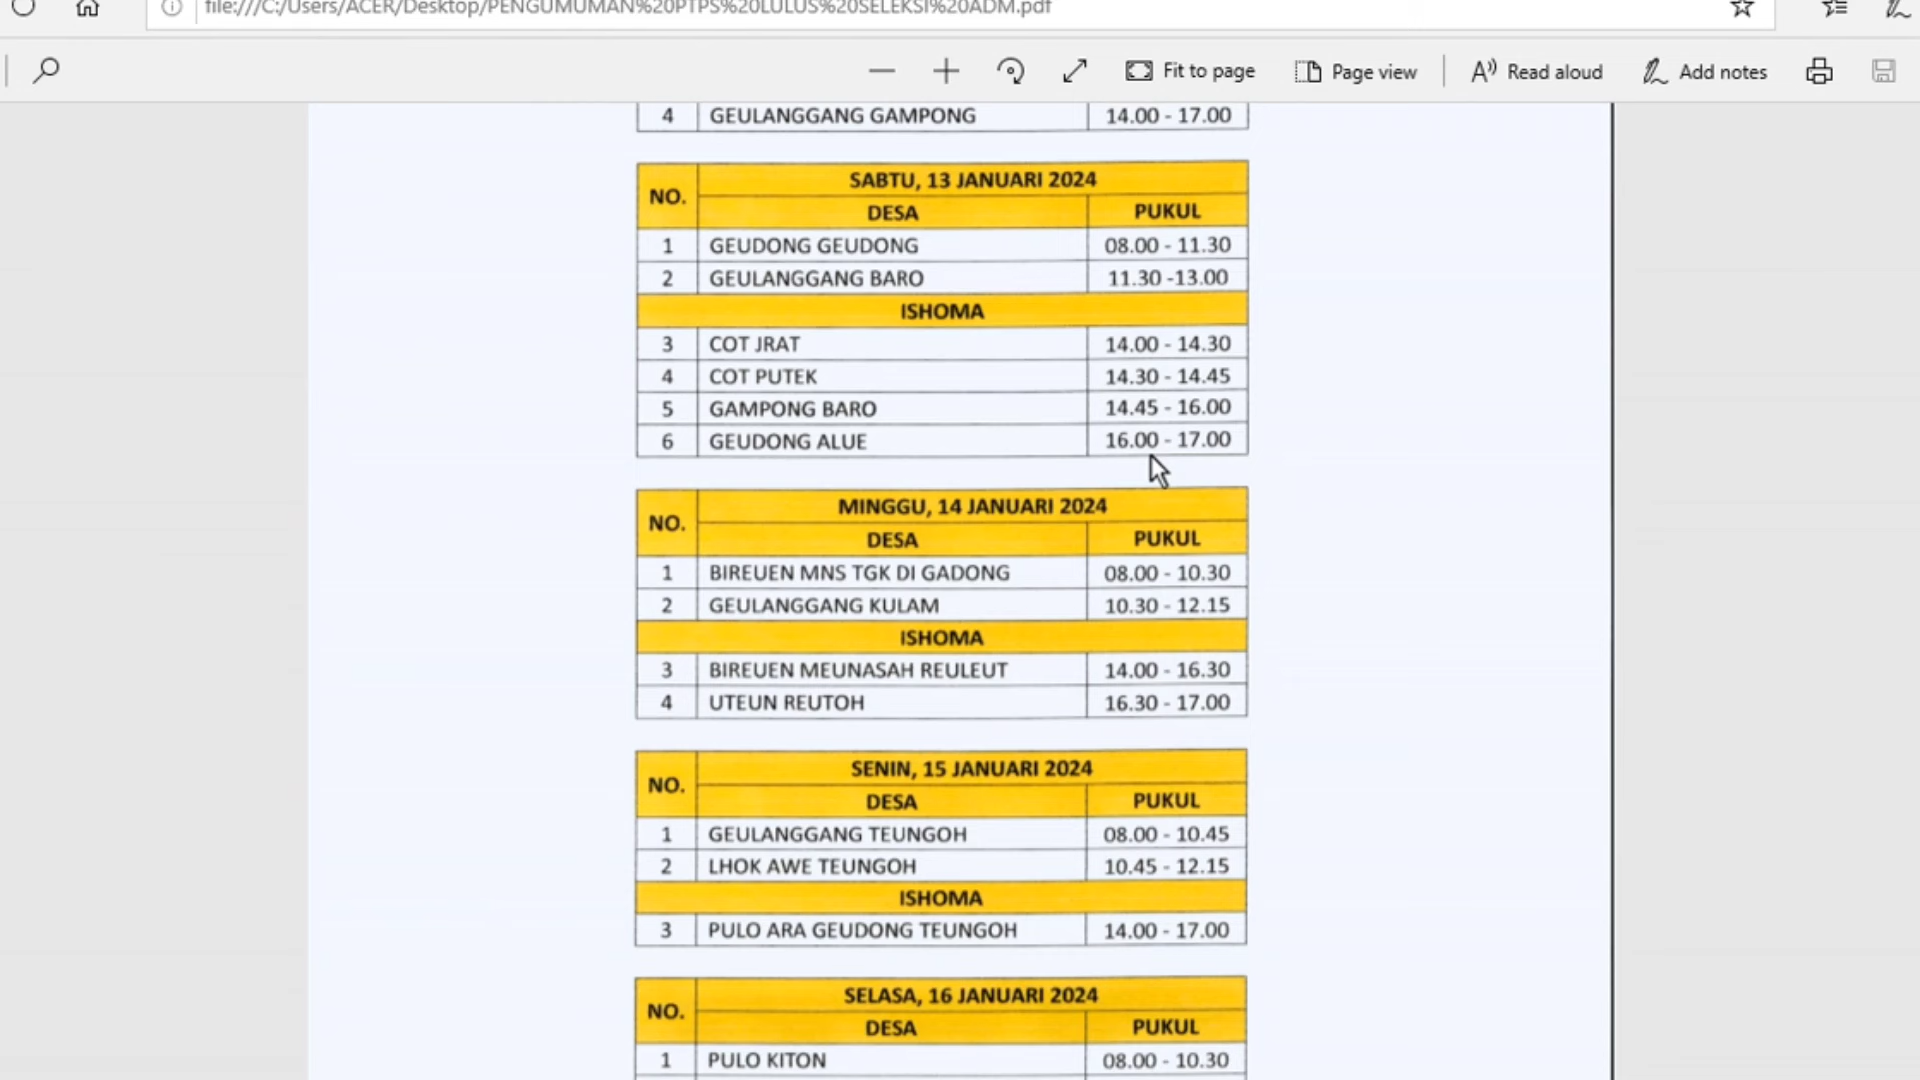 file:///C:/Users/ACER/Desktop/PENGUMUMAN%20PTPS%20LULUS%20SELEKSI%20ADM.pdf
Fit to page Page view Read aloud Add notes
4 GEULANGGANG GAMPONG 14.00 - 17.00
NO. SABTU, 13 JANUARI 2024
DESA PUKUL
1 GEUDONG GEUDONG 08.00 - 11.30
2 GEULANGGANG BARO 11.30 -13.00
ISHOMA
3 COT JRAT 14.00 - 14.30
4 COT PUTEK 14.30 - 14.45
5 GAMPONG BARO 14.45 - 16.00
6 GEUDONG ALUE 16.00 - 17.00
NO. MINGGU, 14 JANUARI 2024
DESA PUKUL
1 BIREUEN MNS TGK DI GADONG 08.00 - 10.30
2 GEULANGGANG KULAM 10.30 - 12.15
ISHOMA
3 BIREUEN MEUNASAH REULEUT 14.00 - 16.30
4 UTEUN REUTOH 16.30 - 17.00
NO. SENIN, 15 JANUARI 2024
DESA PUKUL
1 GEULANGGANG TEUNGOH 08.00 - 10.45
2 LHOK AWE TEUNGOH 10.45 - 12.15
ISHOMA
3 PULO ARA GEUDONG TEUNGOH 14.00 - 17.00
NO. SELASA, 16 JANUARI 2024
DESA PUKUL
1 PULO KITON 08.00 - 10.30